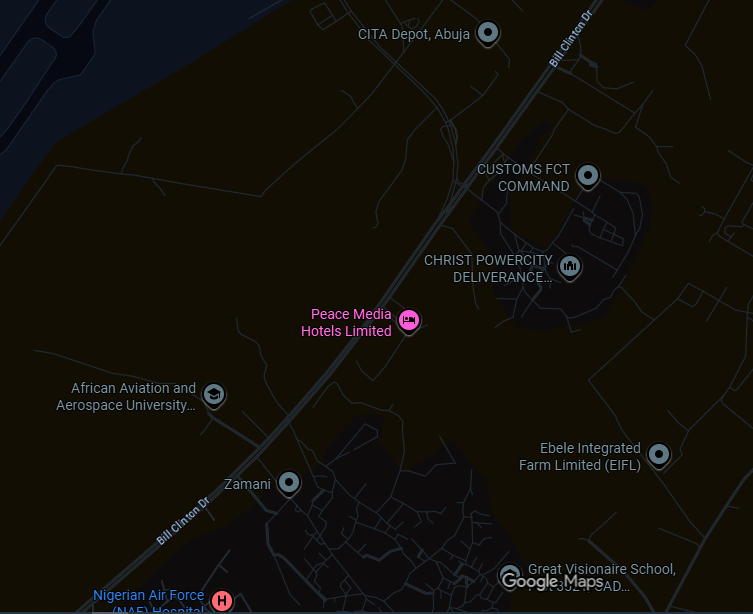 CITA Depot, Abuja
Bill Clinton Dr
CUSTOMS FCT
COMMAND
CHRIST POWERCITY
DELIVERANCE...
Peace Media
Hotels Limited
African Aviation and
Aerospace University...
Ebele Integrated
Farm Limited (EIFL)
Zamani
Bill Clinton Dr
Great Visionaire School,
Google Maps
Nigerian Air Force
(NAF) Hospital